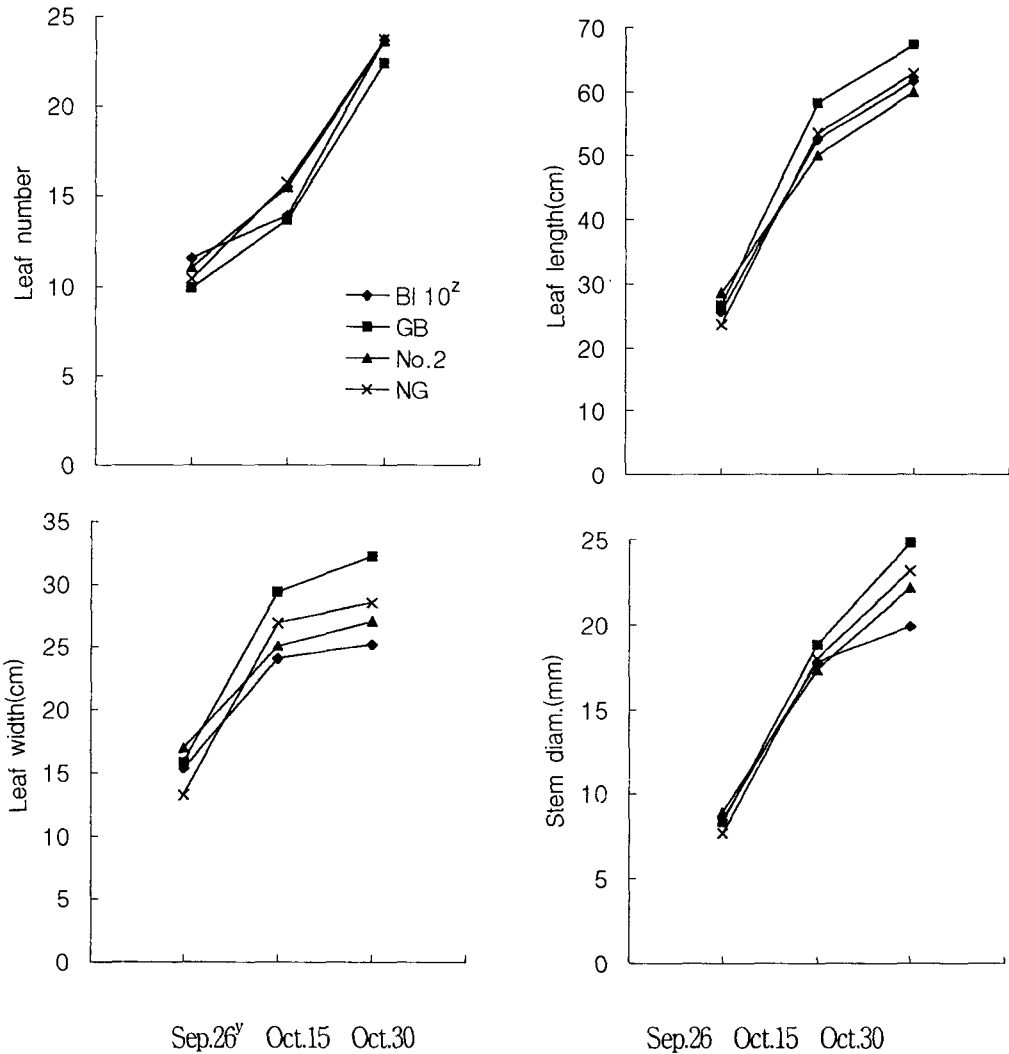 25
20
15
10
5
0
Leaf number
BI 10ᶻ
GB
No.2
NG
70
60
50
40
30
20
10
0
Leaf length(cm)
35
30
25
20
15
10
5
0
Leaf width(cm)
Sep.26ʸ Oct.15 Oct.30
25
20
15
10
5
0
Stem diam.(mm)
Sep.26 Oct.15 Oct.30